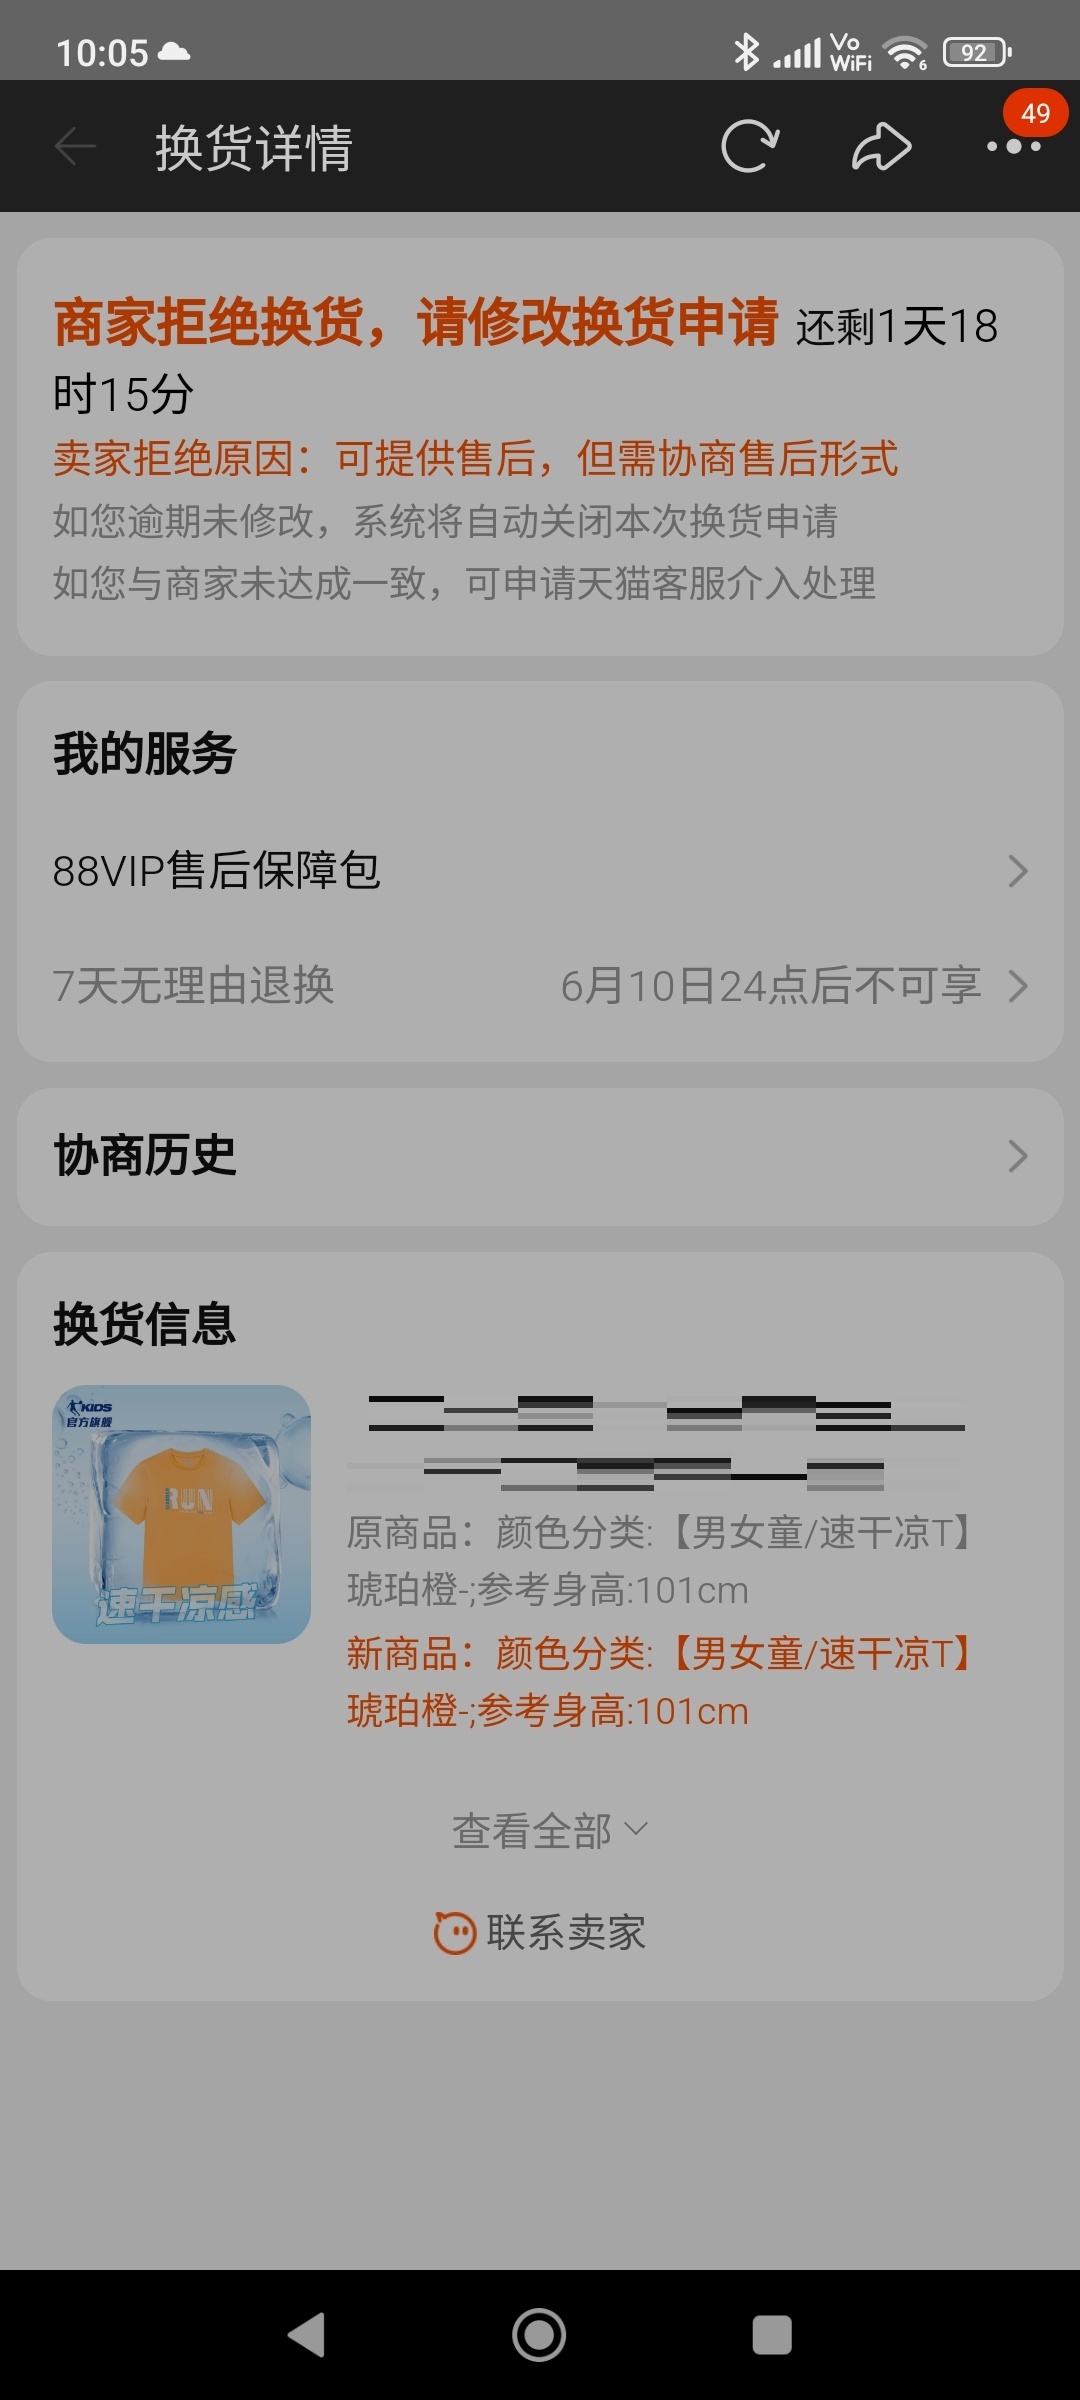 10:05
Vo
WiFi
6
92
换货详情
49
商家拒绝换货，请修改换货申请 还剩1天18
时15分
卖家拒绝原因：可提供售后，但需协商售后形式
如您逾期未修改，系统将自动关闭本次换货申请
如您与商家未达成一致，可申请天猫客服介入处理
我的服务
88VIP售后保障包
7天无理由退换 6月10日24点后不可享
协商历史
换货信息
KIDS
官方旗舰
RUN
速干凉感
原商品：颜色分类:【男女童/速干凉T】
琥珀橙-;参考身高:101cm
新商品：颜色分类:【男女童/速干凉T】
琥珀橙-;参考身高:101cm
查看全部
联系卖家